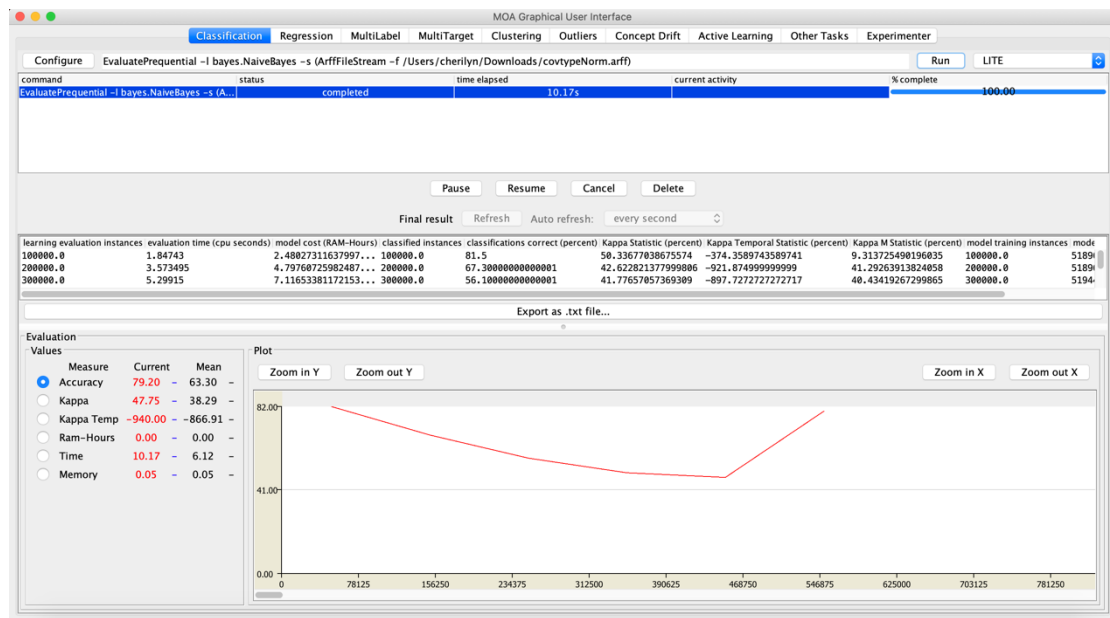 MOA Graphical User Interface
Classification Regression MultiLabel MultiTarget Clustering Outliers Concept Drift Active Learning Other Tasks Experimenter
Configure EvaluatePrequential -l bayes.NaiveBayes -s (ArffFileStream -f /Users/cherilyn/Downloads/covtypeNorm.arff) Run LITE
command status time elapsed current activity % complete
EvaluatePrequential -l bayes.NaiveBayes -s (A... completed 10.17s 100.00
Pause Resume Cancel Delete
Final result Refresh Auto refresh: every second
learning evaluation instances evaluation time (cpu seconds) model cost (RAM-Hours) classified instances classifications correct (percent) Kappa Statistic (percent) Kappa Temporal Statistic (percent) Kappa M Statistic (percent) model training instances mode
100000.0 1.84743 2.48027311637997... 100000.0 81.5 50.33677038675574 -374.3589743589741 9.313725490196035 100000.0 5189
200000.0 3.573495 4.79760725982487... 200000.0 67.30000000000001 42.622821377999806 -921.874999999999 41.29263913824058 200000.0 5189
300000.0 5.29915 7.11653381172153... 300000.0 56.10000000000001 41.77657057369309 -897.7272727272717 40.43419267299865 300000.0 5194
Export as .txt file...
Evaluation
Values Plot
Measure Current Mean Zoom in Y Zoom out Y Zoom in X Zoom out X
Accuracy 79.20 - 63.30 -
Kappa 47.75 - 38.29 -
Kappa Temp -940.00 - -866.91 -
Ram-Hours 0.00 - 0.00 -
Time 10.17 - 6.12 -
Memory 0.05 - 0.05 -
82.00
41.00
0.00
0 78125 156250 234375 312500 390625 468750 546875 625000 703125 781250